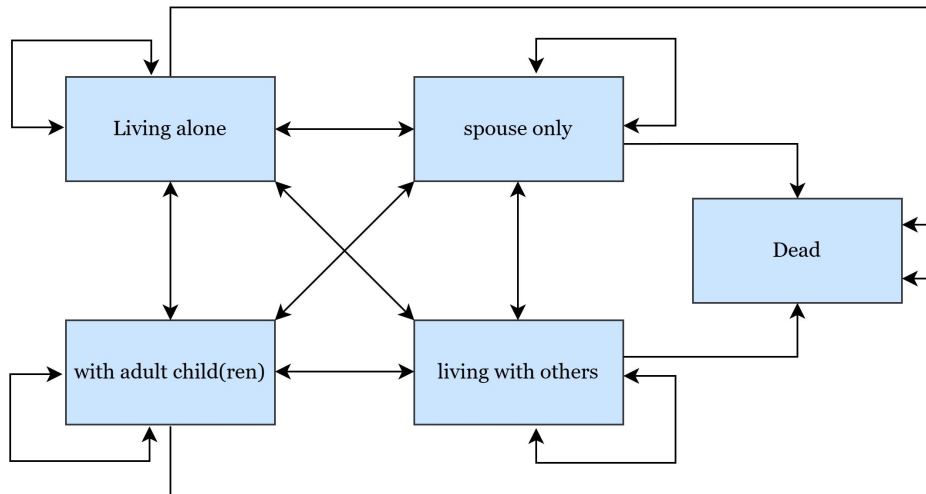 Living alone
spouse only
Dead
with adult child(ren)
living with others